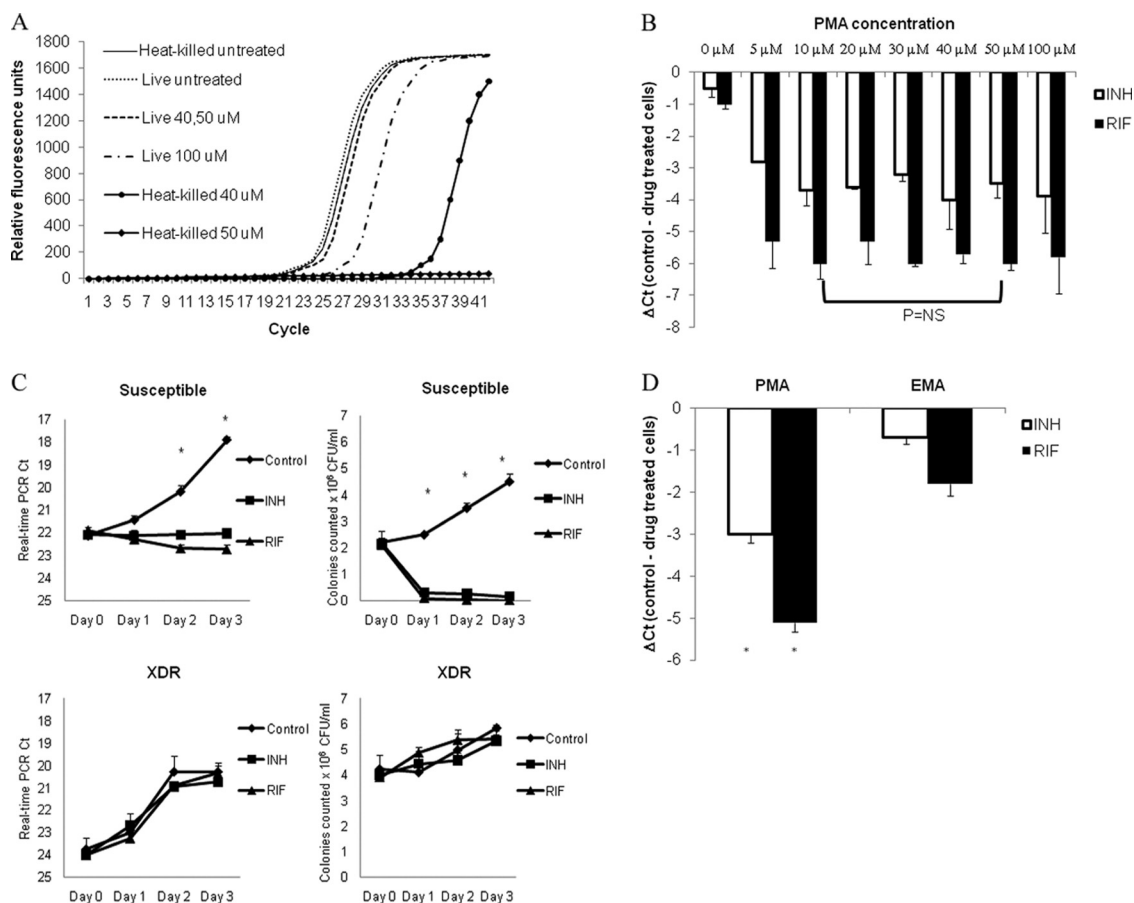 A
1800
1600
1400
1200
1000
800
600
400
200
0
Relative fluorescence units
Heat-killed untreated
Live untreated
Live 40,50 uM
Live 100 uM
Heat-killed 40 uM
Heat-killed 50 uM
1 3 5 7 9 11 13 15 17 19 21 23 25 27 29 31 33 35 37 39 41
Cycle
B
PMA concentration
0 µM 5 µM 10 µM 20 µM 30 µM 40 µM 50 µM 100 µM
0
-1
-2
-3
-4
-5
-6
-7
-8
ΔCt (control - drug treated cells)
INH
RIF
P=NS
C
Susceptible
17
18
19
20
21
22
23
24
25
Real-time PCR Ct
* *
Control
INH
RIF
Day 0 Day 1 Day 2 Day 3
Susceptible
7
6
5
4
3
2
1
0
Colonies counted x 10⁶ CFU/ml
* * *
Control
INH
RIF
Day 0 Day 1 Day 2 Day 3
D
PMA EMA
0
-1
-2
-3
-4
-5
-6
ΔCt (control - drug treated cells)
INH
RIF
* *
XDR
17
18
19
20
21
22
23
24
25
Real-time PCR Ct
Control
INH
RIF
Day 0 Day 1 Day 2 Day 3
XDR
7
6
5
4
3
2
1
0
Colonies counted x 10⁶ CFU/ml
Control
INH
RIF
Day 0 Day 1 Day 2 Day 3